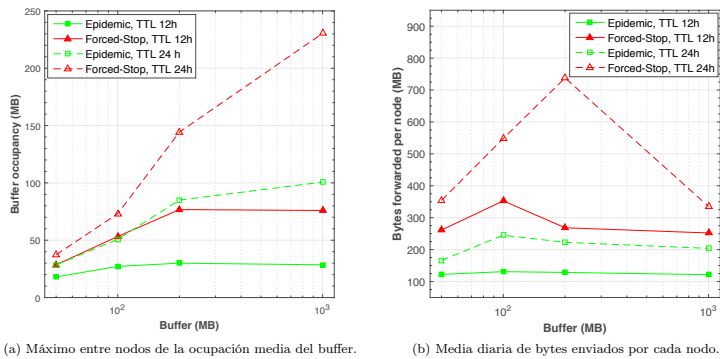 250
200
150
100
50
0
Buffer occupancy (MB)
Epidemic, TTL 12h
Forced-Stop, TTL 12h
Epidemic, TTL 24 h
Forced-Stop, TTL 24h
10²
10³
Buffer (MB)
(a) Máximo entre nodos de la ocupación media del buffer.
900
800
700
600
500
400
300
200
100
Bytes forwarded per node (MB)
Epidemic, TTL 12h
Forced-Stop, TTL 12h
Epidemic, TTL 24h
Forced-Stop, TTL 24h
10²
10³
Buffer (MB)
(b) Media diaria de bytes enviados por cada nodo.